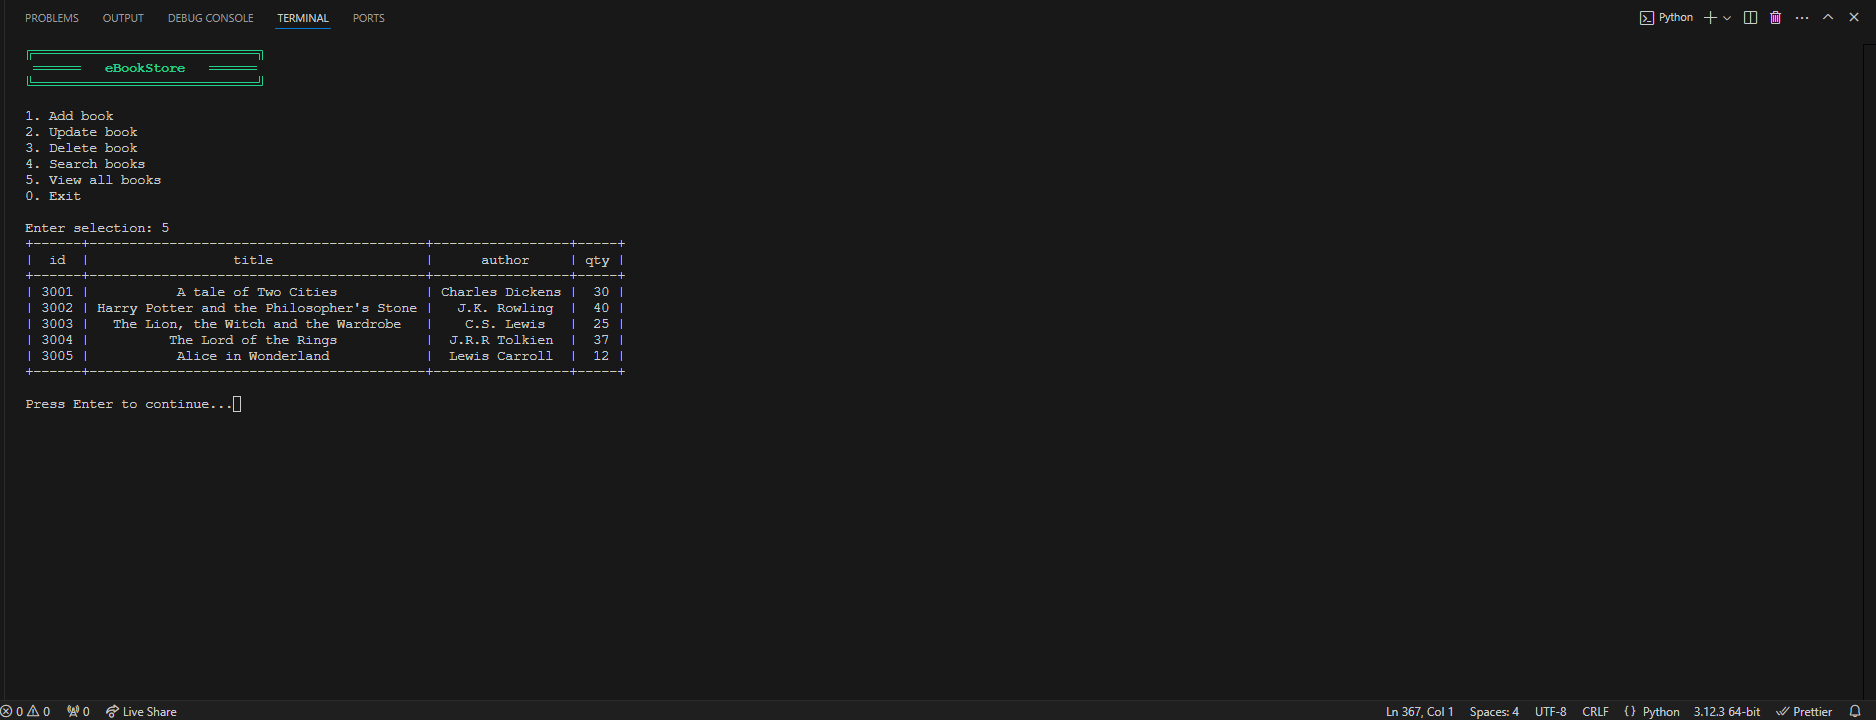 PROBLEMS OUTPUT DEBUG CONSOLE TERMINAL PORTS Python
eBookStore
1. Add book
2. Update book
3. Delete book
4. Search books
5. View all books
0. Exit
Enter selection: 5
+------+------------------------------------------+-----------------+-----+
| id | title | author | qty |
+------+------------------------------------------+-----------------+-----+
| 3001 | A tale of Two Cities | Charles Dickens | 30 |
| 3002 | Harry Potter and the Philosopher's Stone | J.K. Rowling | 40 |
| 3003 | The Lion, the Witch and the Wardrobe | C.S. Lewis | 25 |
| 3004 | The Lord of the Rings | J.R.R Tolkien | 37 |
| 3005 | Alice in Wonderland | Lewis Carroll | 12 |
+------+------------------------------------------+-----------------+-----+
Press Enter to continue...
0 0 0 Live Share Ln 367, Col 1 Spaces: 4 UTF-8 CRLF {} Python 3.12.3 64-bit Prettier